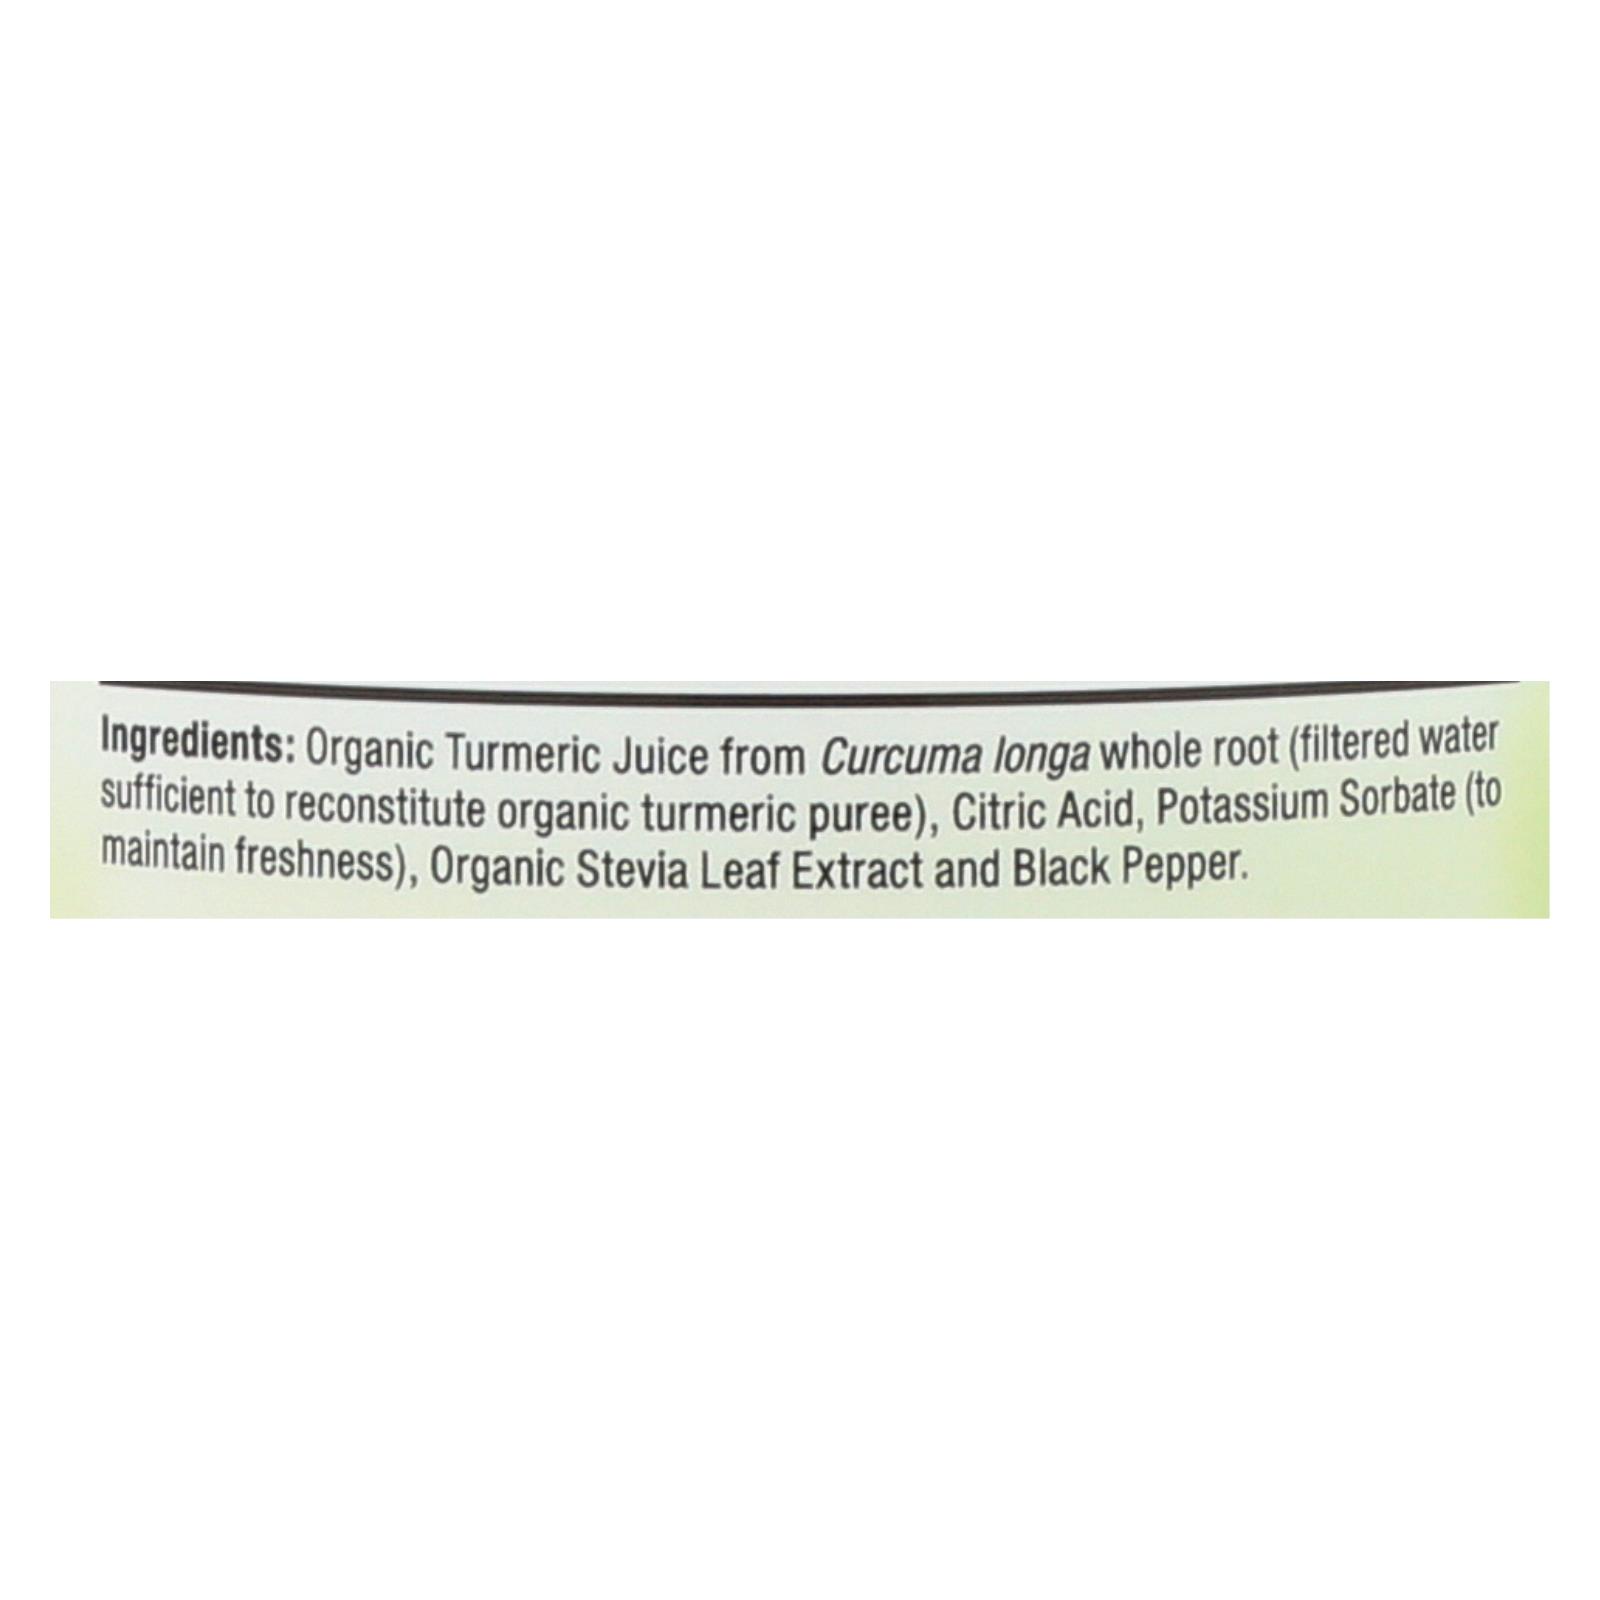 Ingredients: Organic Turmeric Juice from Curcuma longa whole root (filtered water
sufficient to reconstitute organic turmeric puree), Citric Acid, Potassium Sorbate (to
maintain freshness), Organic Stevia Leaf Extract and Black Pepper.